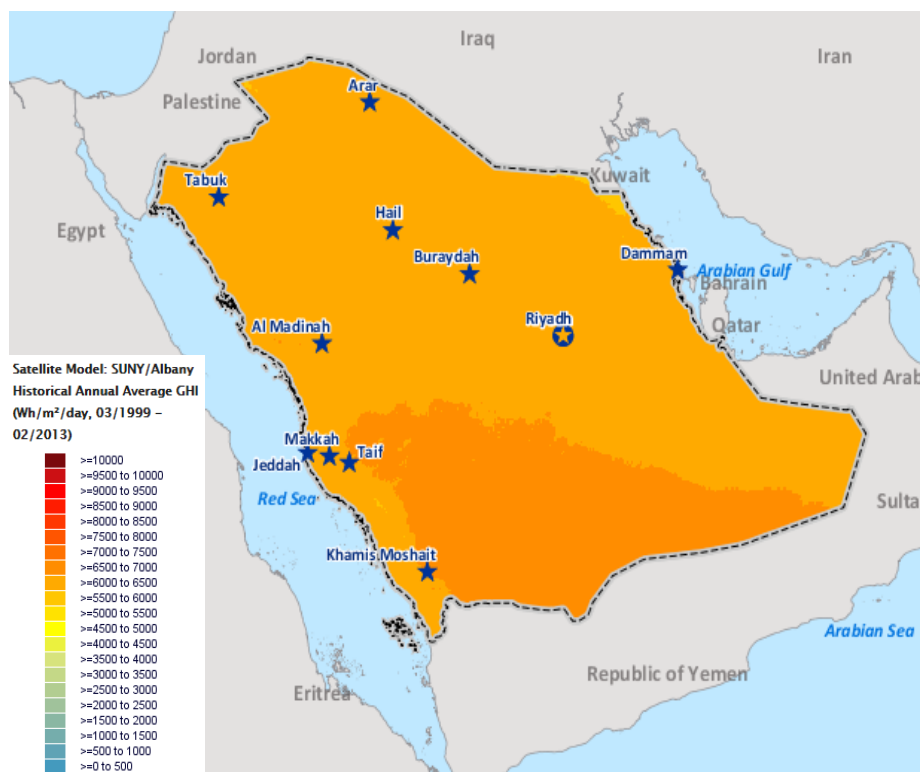 Iraq
Jordan
Iran
Arar
Palestine
Kuwait
Tabuk
Hail
Egypt
Buraydah
Dammam
Arabian Gulf
Bahrain
Riyadh
Al Madinah
Qatar
United Arab
Satellite Model: SUNY/Albany
Historical Annual Average GHI
(Wh/m²/day, 03/1999 –
02/2013)
Makkah
Taif
Jeddah
Red Sea
Sulta
Khamis Moshait
Arabian Sea
Republic of Yemen
Eritrea
>=10000
>=9500 to 10000
>=9000 to 9500
>=8500 to 9000
>=8000 to 8500
>=7500 to 8000
>=7000 to 7500
>=6500 to 7000
>=6000 to 6500
>=5500 to 6000
>=5000 to 5500
>=4500 to 5000
>=4000 to 4500
>=3500 to 4000
>=3000 to 3500
>=2500 to 3000
>=2000 to 2500
>=1500 to 2000
>=1000 to 1500
>=500 to 1000
>=0 to 500